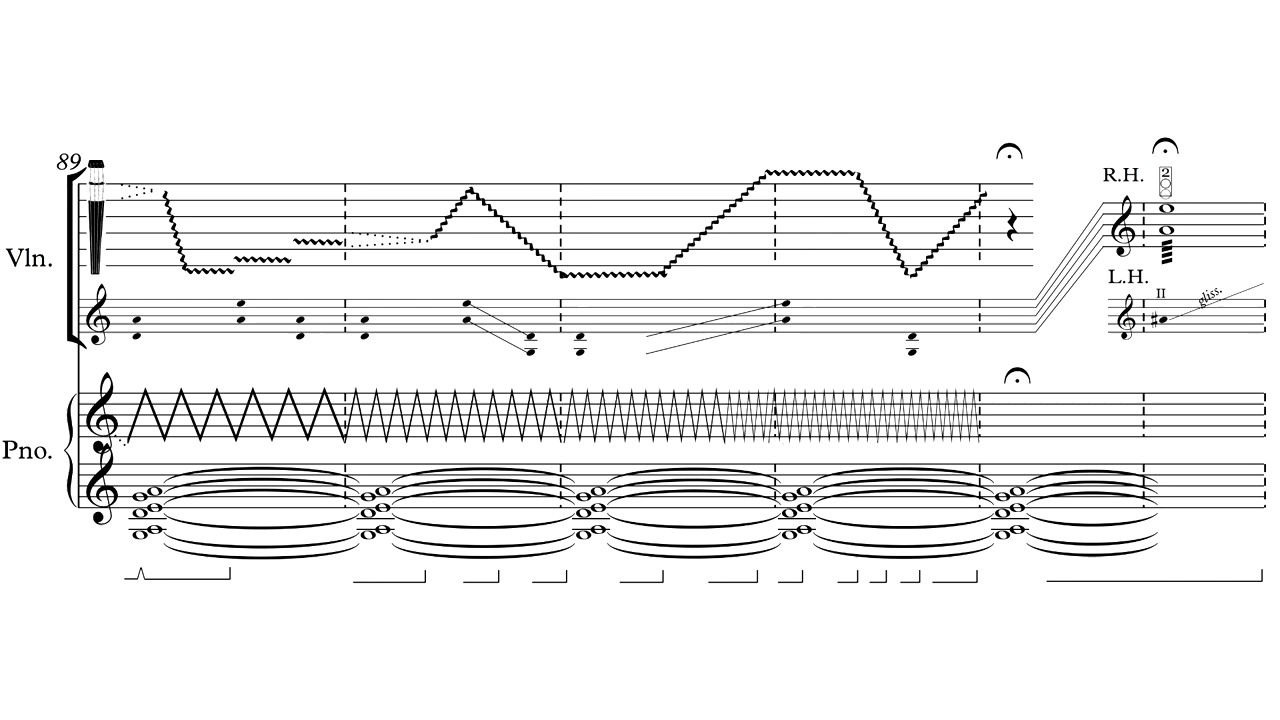 89
R.H.
2
Vln.
L.H.
II
gliss.
Pno.